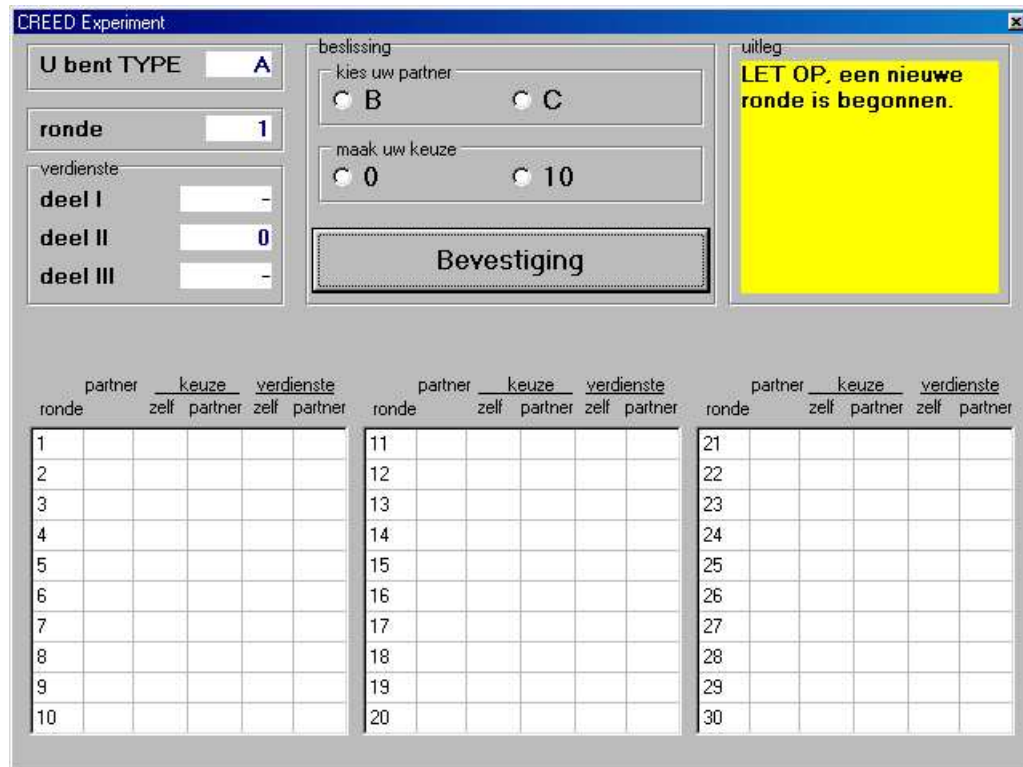 CREED Experiment
U bent TYPE A
ronde 1
verdienste
deel I -
deel II 0
deel III -
beslissing
kies uw partner
B C
maak uw keuze
0 10
Bevestiging
uitleg
LET OP, een nieuwe
ronde is begonnen.
partner keuze verdienste partner keuze verdienste partner keuze verdienste
ronde zelf partner zelf partner ronde zelf partner zelf partner ronde zelf partner zelf partner
1 11 21
2 12 22
3 13 23
4 14 24
5 15 25
6 16 26
7 17 27
8 18 28
9 19 29
10 20 30